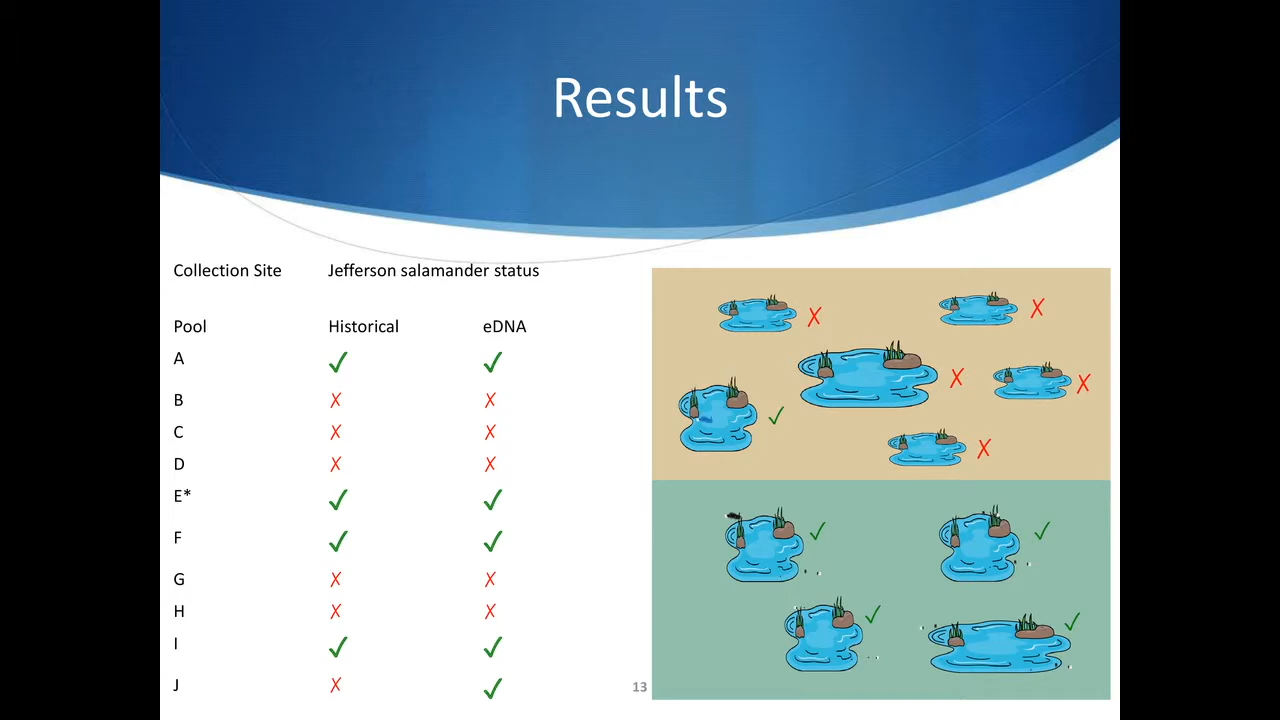 Results
Collection Site Jefferson salamander status
Pool Historical eDNA
A ✓ ✓
B ✗ ✗
C ✗ ✗
D ✗ ✗
E* ✓ ✓
F ✓ ✓
G ✗ ✗
H ✗ ✗
I ✓ ✓
J ✗ ✓
13